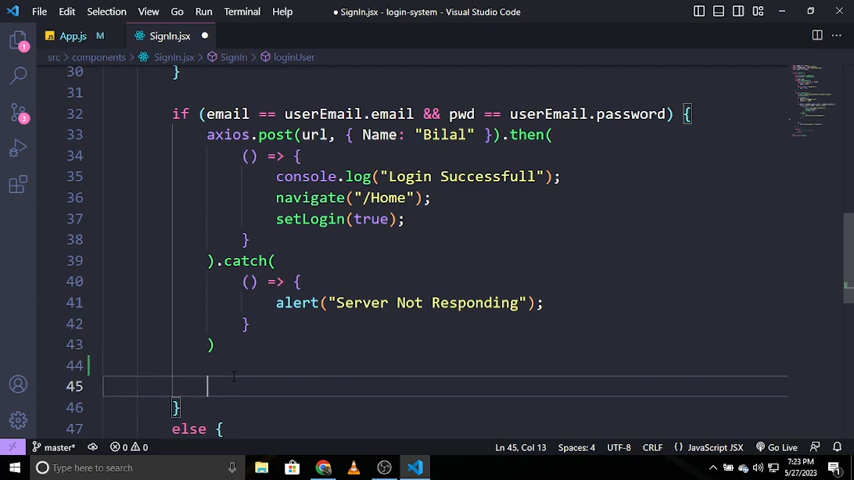 File Edit Selection View Go Run Terminal Help
● SignIn.jsx - login-system - Visual Studio Code
App.js M SignIn.jsx ●
src > components > SignIn.jsx > SignIn > loginUser
30 }
31
32 if (email == userEmail.email && pwd == userEmail.password) {
33 axios.post(url, { Name: "Bilal" }).then(
34 () => {
35 console.log("Login Successfull");
36 navigate("/Home");
37 setLogin(true);
38 }
39 ).catch(
40 () => {
41 alert("Server Not Responding");
42 }
43 )
44
45
46 }
47 else {
1
3
master* 0 0 Ln 45, Col 13 Spaces: 4 UTF-8 CRLF { } JavaScript JSX Go Live
Type here to search
7:23 PM
5/27/2023